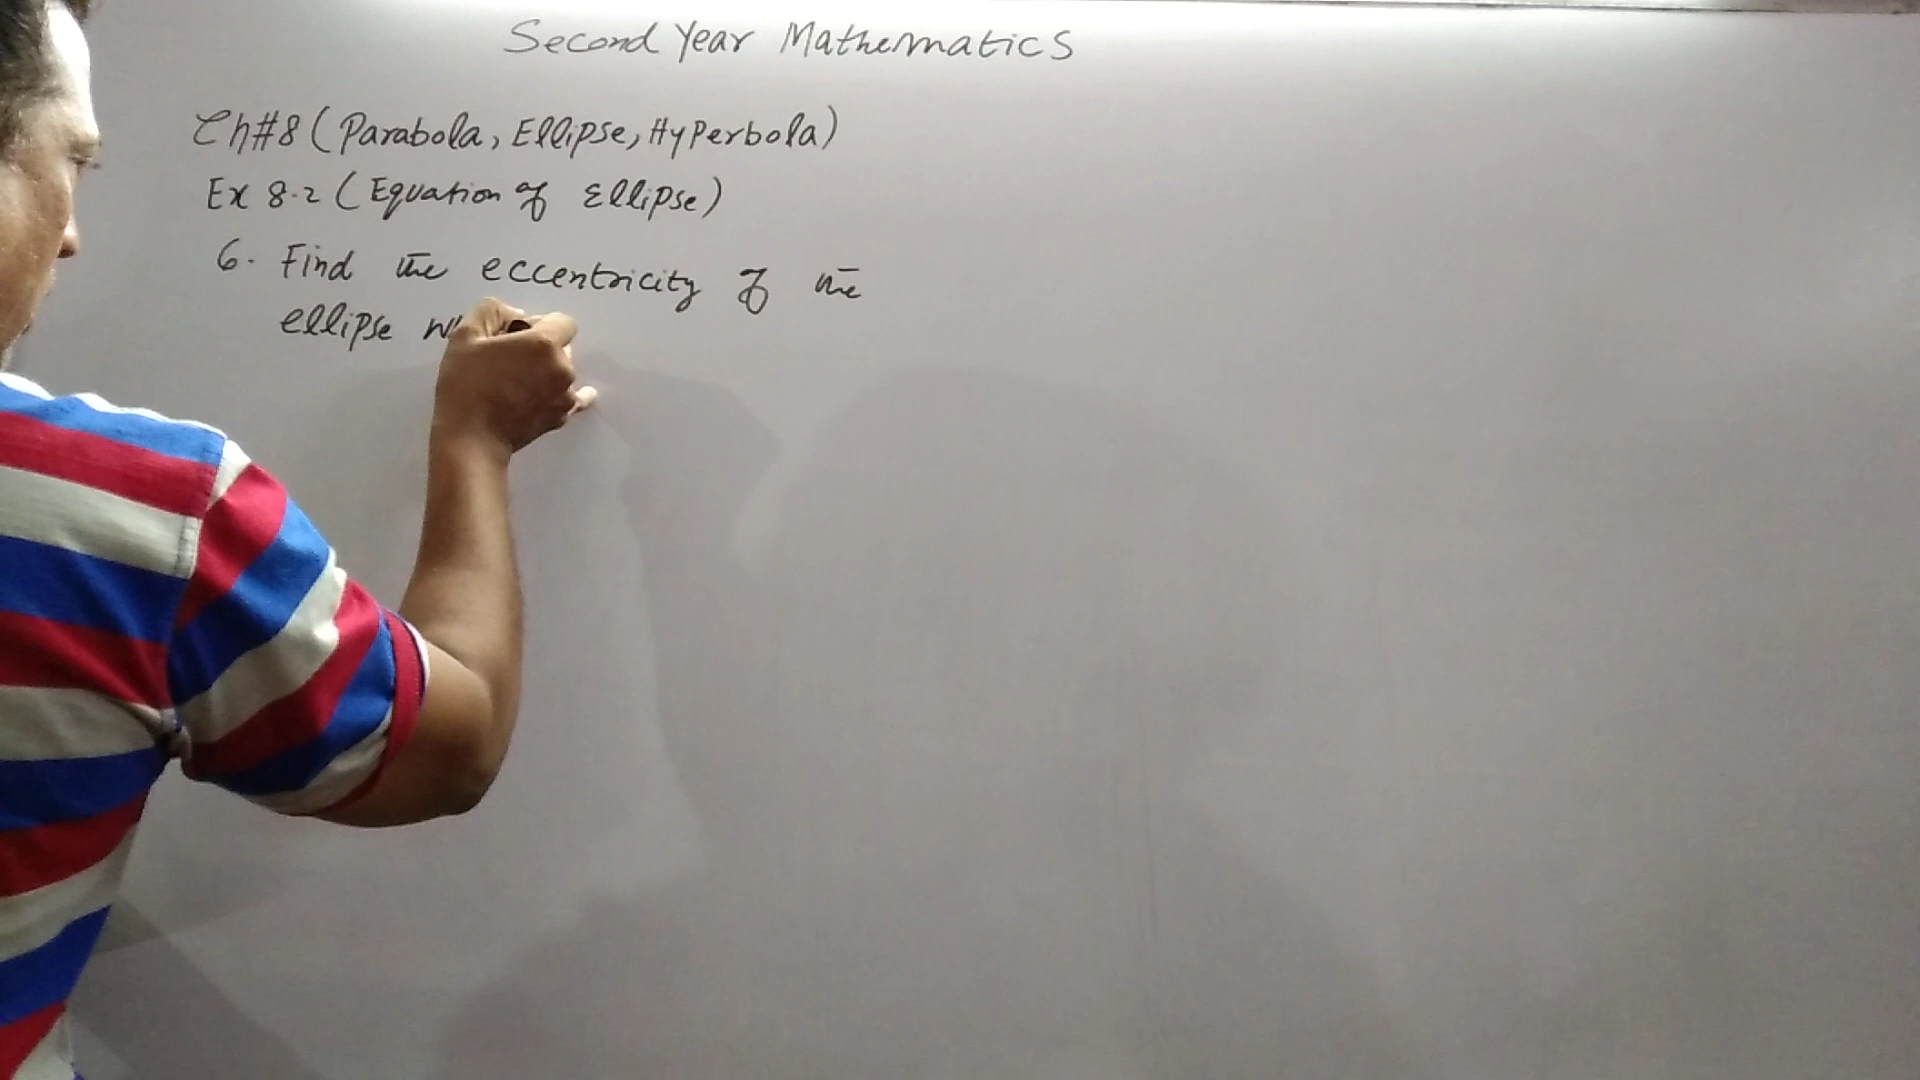 Second Year Mathematics
Ch#8 (Parabola, Ellipse, Hyperbola)
Ex 8.2 (Equation of Ellipse)
6. Find the eccentricity of the
ellipse